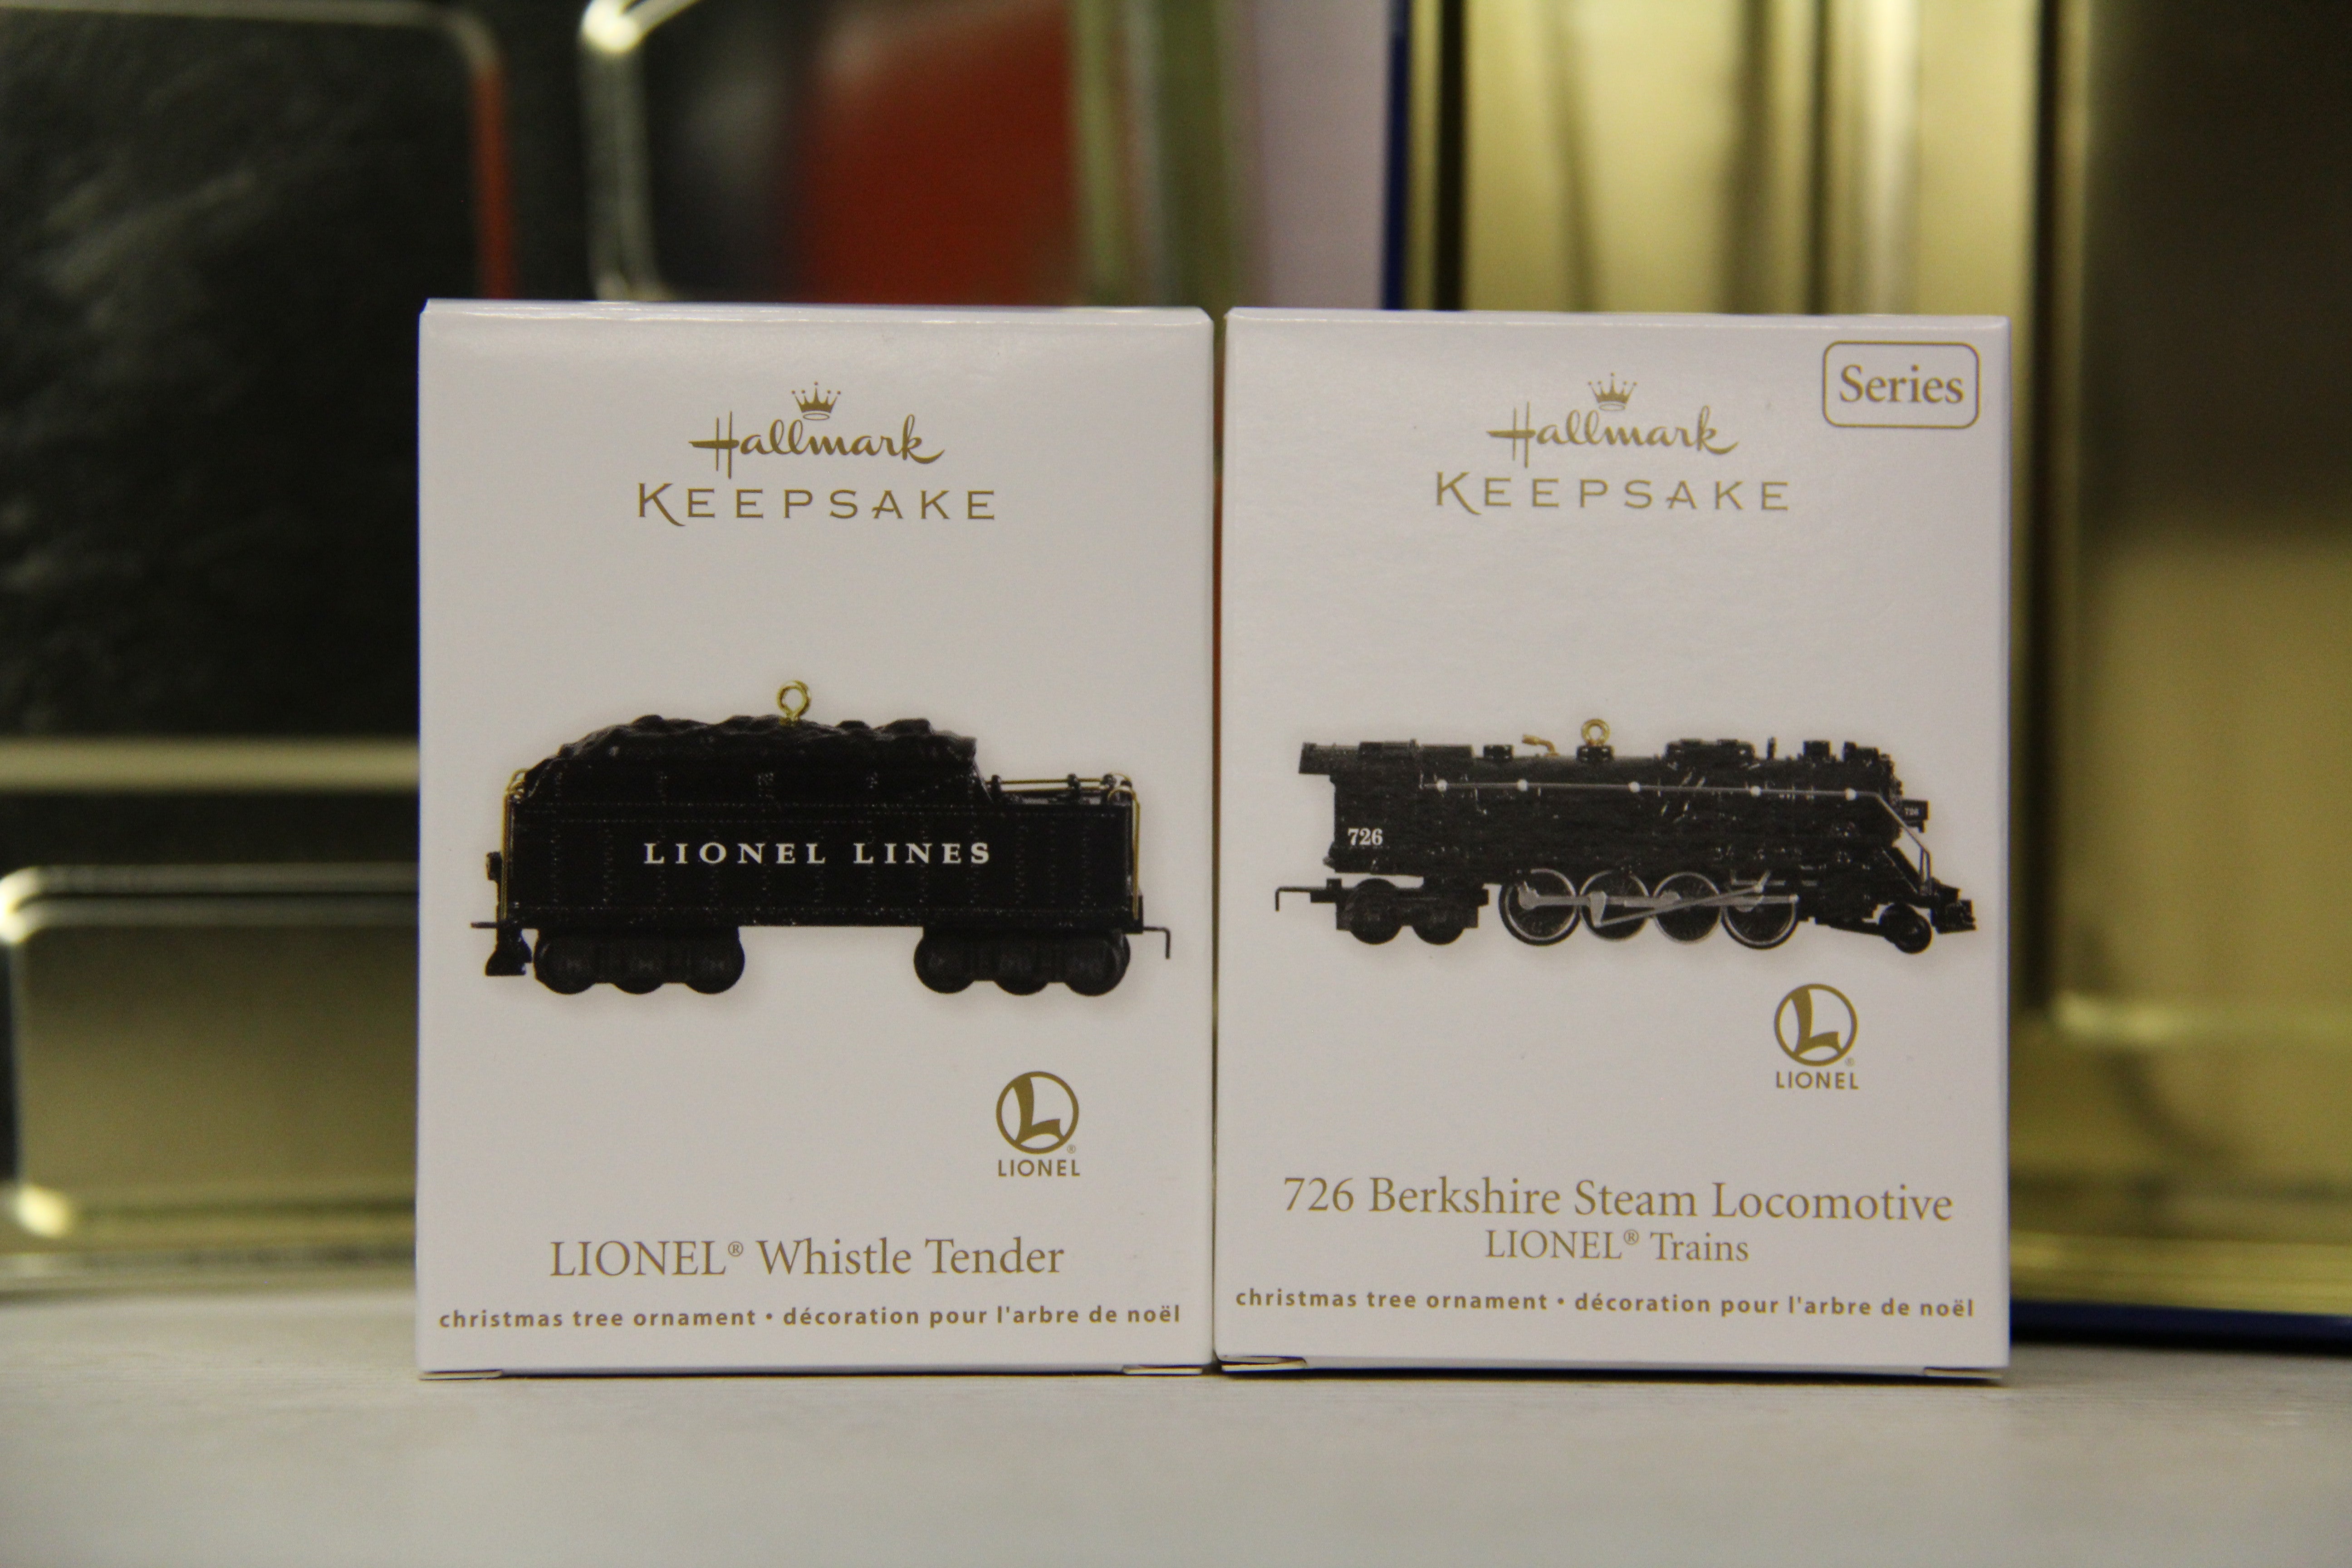 Hallmark
KEEPSAKE
LIONEL LINES
L
®
LIONEL
LIONEL® Whistle Tender
christmas tree ornament • décoration pour l'arbre de noël
Series
Hallmark
KEEPSAKE
726
726
L
®
LIONEL
726 Berkshire Steam Locomotive
LIONEL® Trains
christmas tree ornament • décoration pour l'arbre de noël